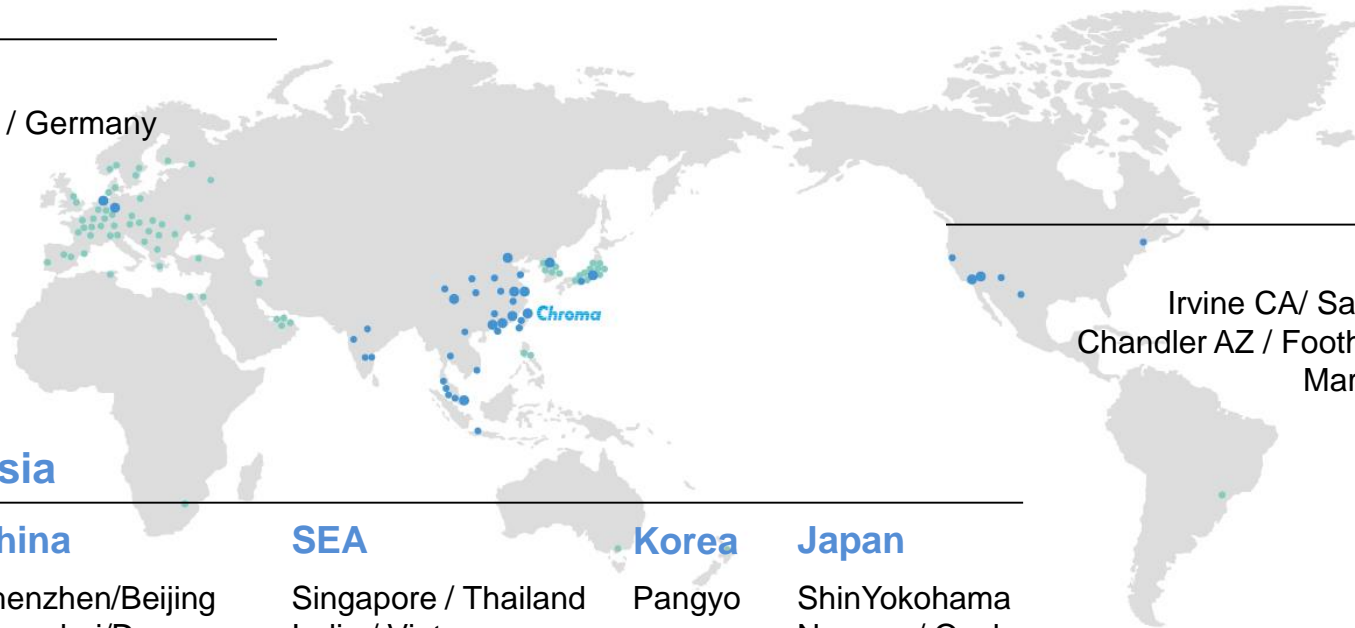 / Germany
Chroma
Irvine CA/ Sa
Chandler AZ / Footh
Mar
sia
hina
SEA
Korea
Japan
enzhen/Beijing
Singapore / Thailand
Pangyo
ShinYokohama